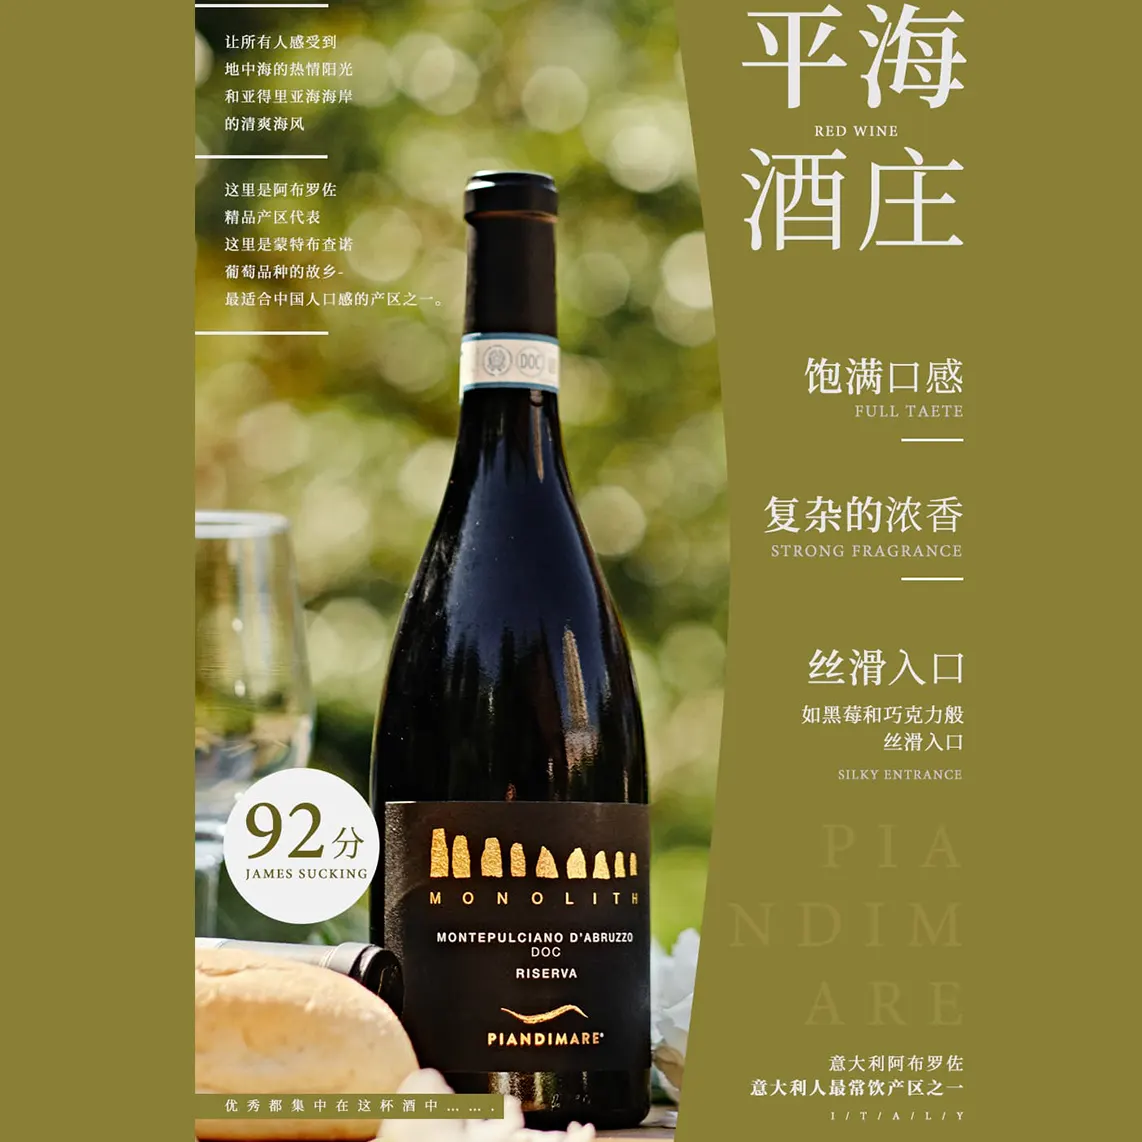 让所有人感受到
地中海的热情阳光
和亚得里亚海海岸
的清爽海风
这里是阿布罗佐
精品产区代表
这里是蒙特布查诺
葡萄品种的故乡-
最适合中国人口感的产区之一。
平海
RED WINE
酒庄
饱满口感
FULL TAETE
复杂的浓香
STRONG FRAGRANCE
丝滑入口
如黑莓和巧克力般
丝滑入口
SILKY ENTRANCE
PIA
NDIM
ARE
意大利阿布罗佐
意大利人最常饮产区之一
I/T/A/L/Y
DOC
92分
JAMES SUCKING
MONOLITH
MONTEPULCIANO D'ABRUZZO
DOC
RISERVA
PIANDIMARE®
优秀都集中在这杯酒中... ... .